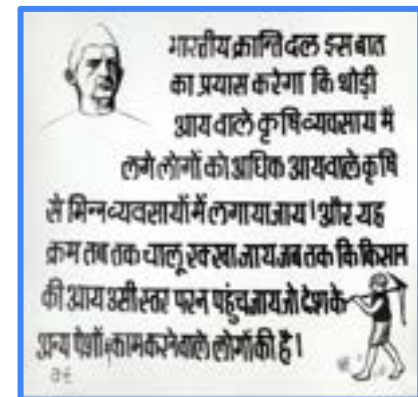 भारतीय क्रान्ति दल इस बात
का प्रयास करेगा कि थोड़ी
आय वाले कृषि व्यवसाय में
लगे लोगों को अधिक आय वाले कृषि
से भिन्न व्यवसायों में लगाया जाय। और यह
क्रम तब तक चालू रक्खा जाय जब तक कि किसान
की आय उसी स्तर पर न पहुंच जाय जो देश के
अन्य पेशों में काम करने वाले लोगों की है।